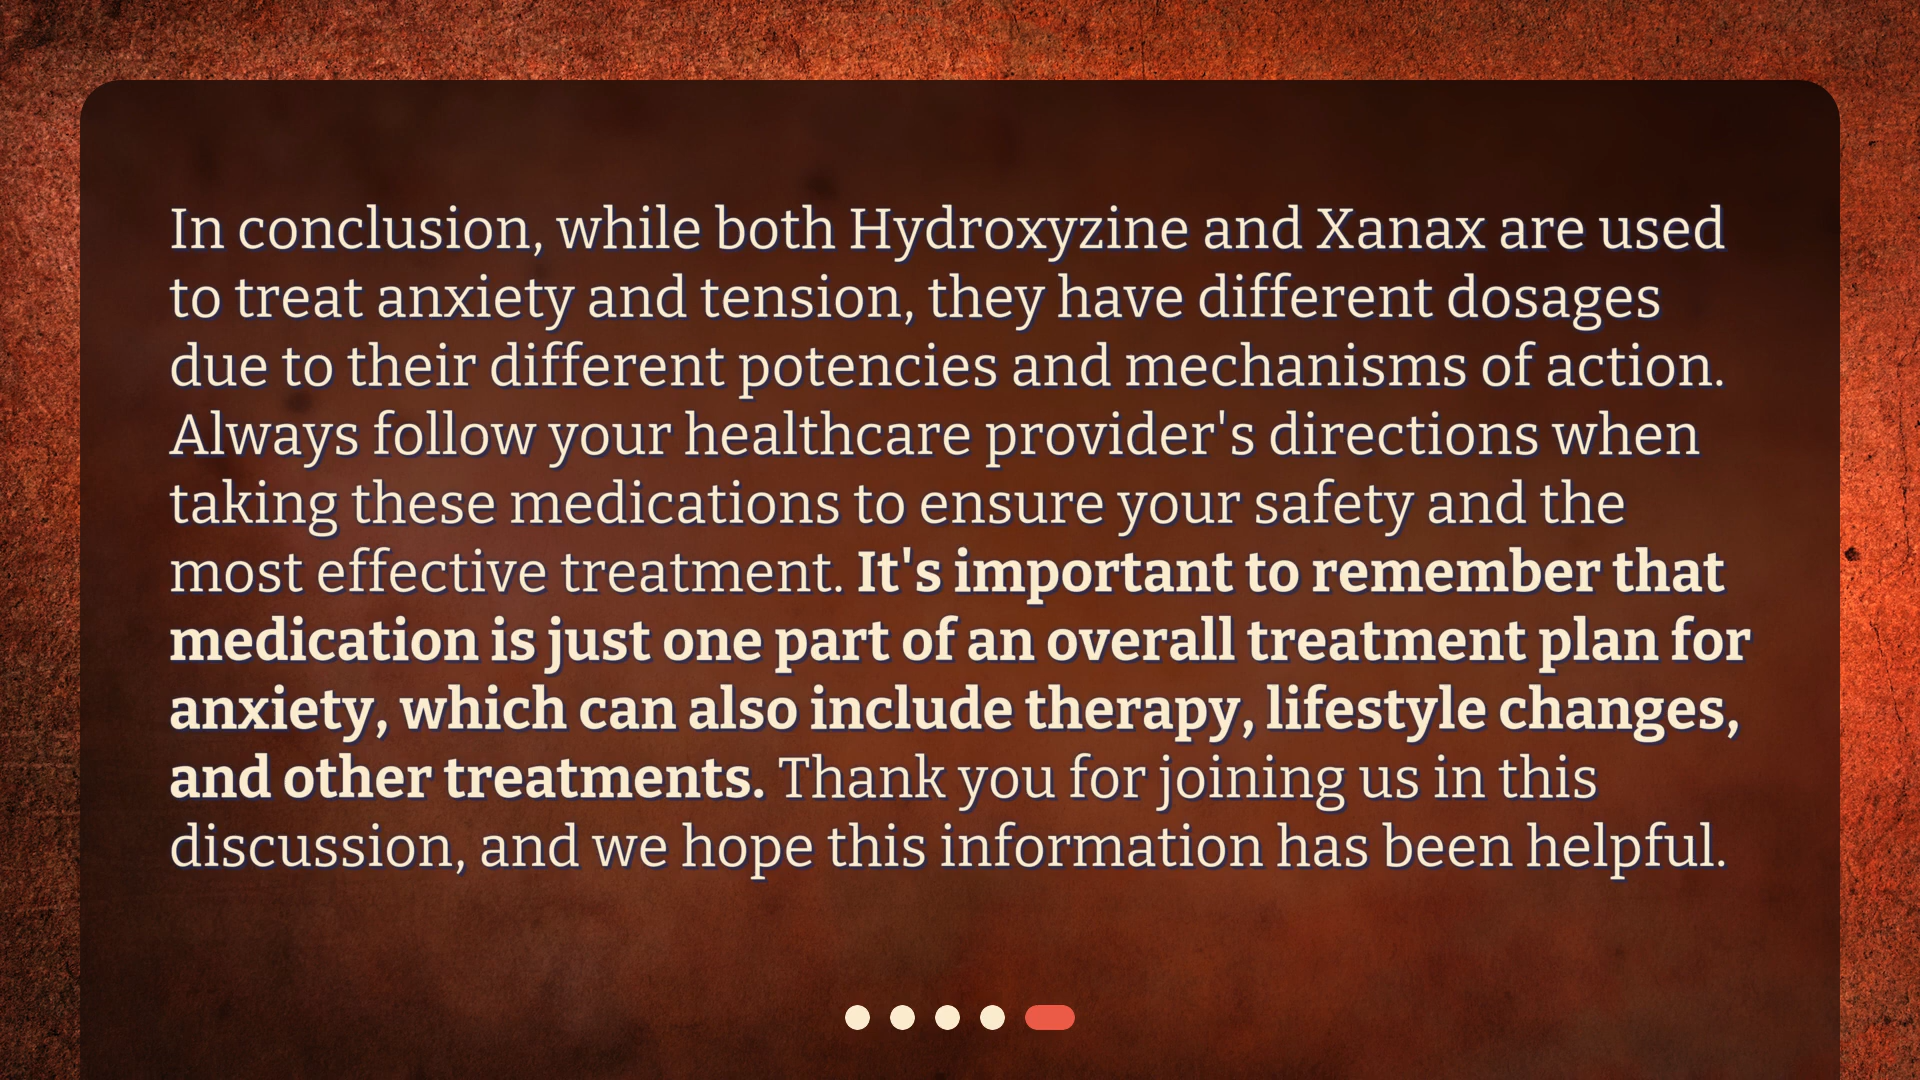 In conclusion, while both Hydroxyzine and Xanax are used
to treat anxiety and tension, they have different dosages
due to their different potencies and mechanisms of action.
Always follow your healthcare provider's directions when
taking these medications to ensure your safety and the
most effective treatment. It's important to remember that
medication is just one part of an overall treatment plan for
anxiety, which can also include therapy, lifestyle changes,
and other treatments. Thank you for joining us in this
discussion, and we hope this information has been helpful.